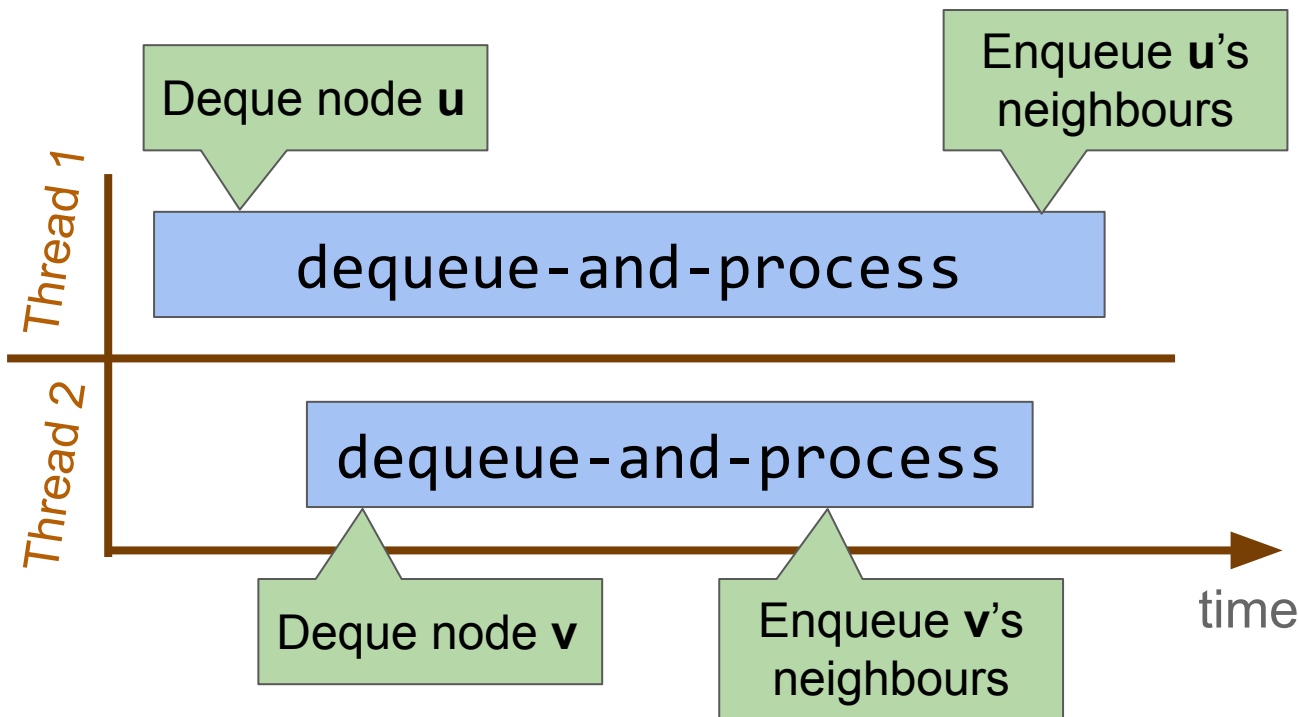 Deque node u
Enqueue u’s
neighbours
Thread 1
dequeue-and-process
Thread 2
dequeue-and-process
Deque node v
Enqueue v’s
neighbours
time